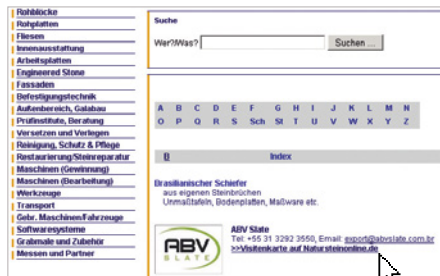 Rohblöcke
Rohplatten
Fliesen
Innenausstattung
Arbeitsplatten
Engineered Stone
Fassaden
Befestigungstechnik
Außenbereich, Galabau
Prüfinstitute, Beratung
Versetzen und Verlegen
Reinigung, Schutz & Pflege
Restaurierung/Steinreparatur
Maschinen (Gewinnung)
Maschinen (Bearbeitung)
Werkzeuge
Transport
Gebr. Maschinen/Fahrzeuge
Softwaresysteme
Grabmale und Zubehör
Messen und Partner
Suche
Wer?/Was? Suchen ...
A B C D E F G H I J K L M N
O P Q R S Sch St T U V W X Y Z
Index
Brasilianischer Schiefer
aus eigenen Steinbrüchen
Unmaßtafeln, Bodenplatten, Maßware etc.
ABV
SLATE
ABV Slate
Tel: +55 31 3292 3550, Email: export@abvslate.com.br
>>Visitenkarte auf Natursteinonline.de